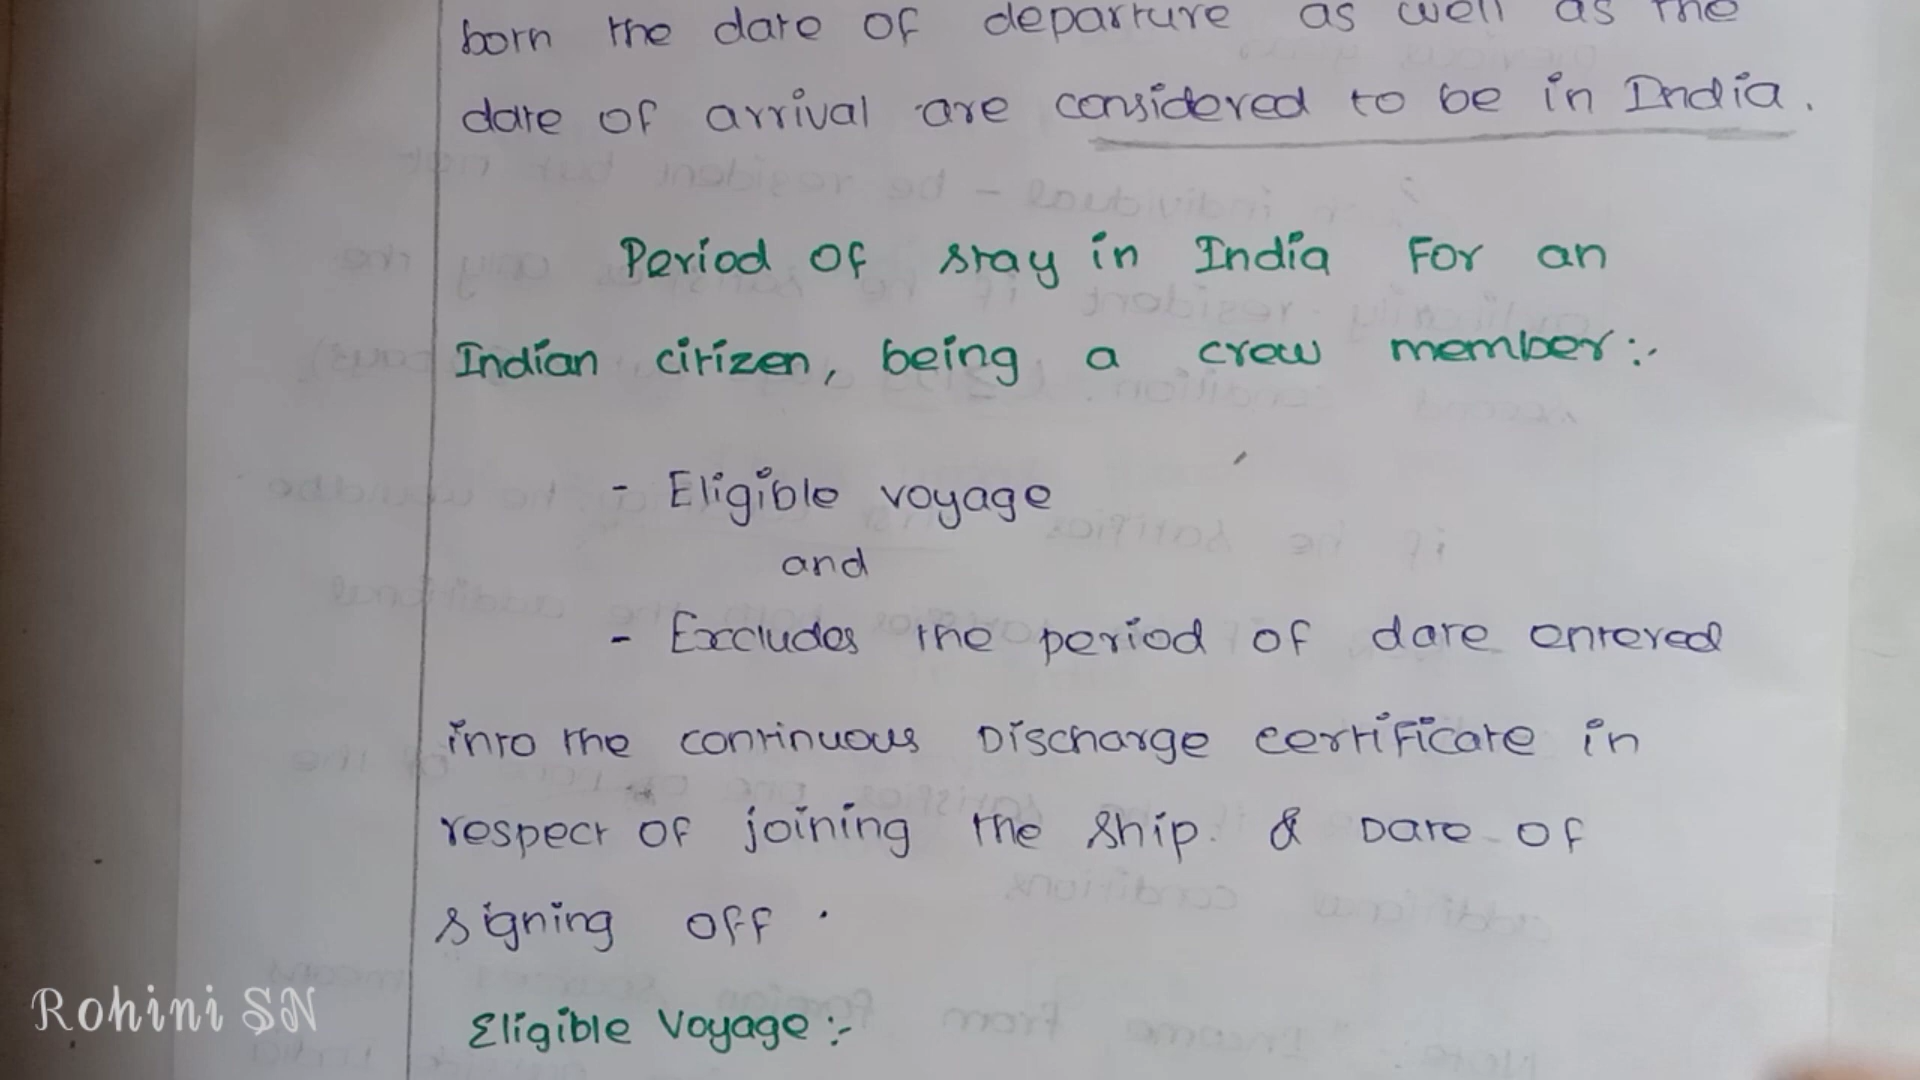 born the date of departure as well as the
date of arrival are considered to be in India.
Period of stay in India For an
Indian citizen, being a crew member:-
- Eligible voyage
and
- Excludes the period of date entered
into the continuous Discharge certificate in
respect of joining the ship. & Date of
signing off.
Rohini SN
Eligible Voyage :-